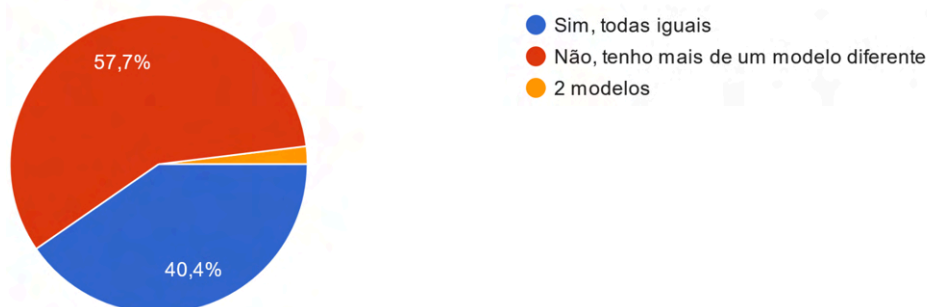 57,7%
40,4%
Sim, todas iguais
Não, tenho mais de um modelo diferente
2 modelos